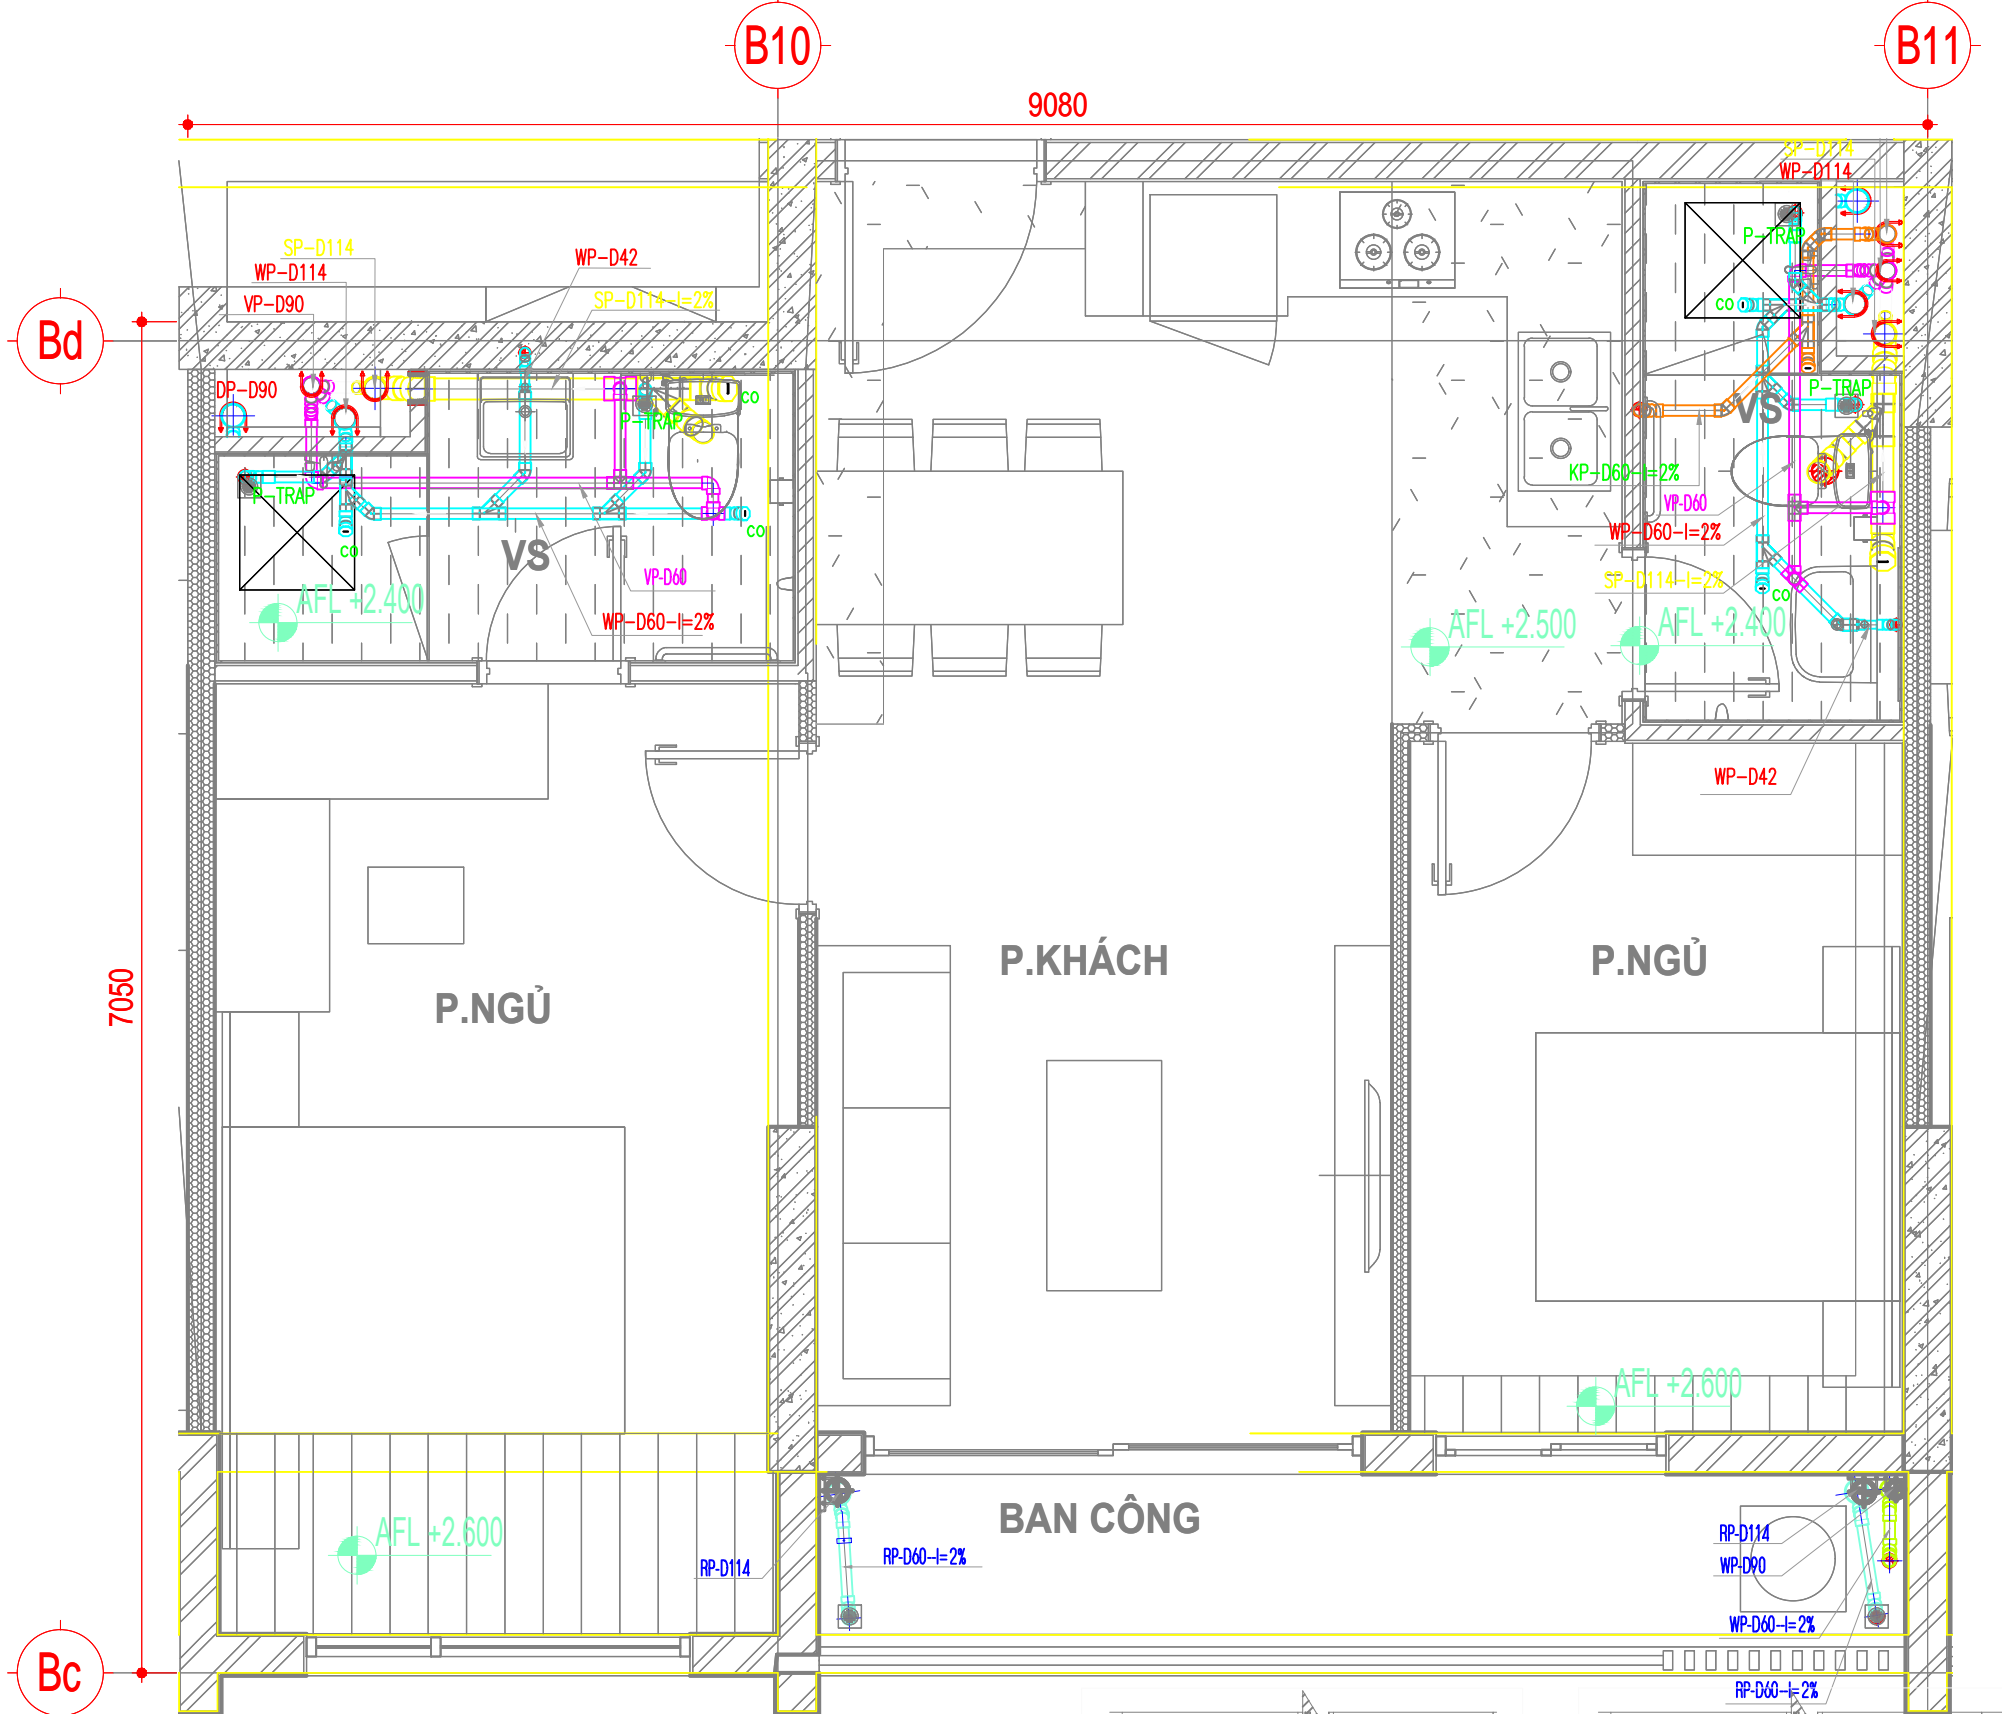 B10
B11
9080
SP-D114
WP-D114
SP-D114
WP-D114
VP-D90
WP-D42
SP-D114-I=2%
P-TRAP
CO
Bd
DP-D90
CO
P-TRAP
P-TRAP
VS
P-TRAP
CO
CO
VS
KP-D60-I=2%
VP-D60
WP-D60-I=2%
VP-D60
SP-D114-I=2%
CO
AFL +2.400
WP-D60-I=2%
AFL +2.500
AFL +2.400
WP-D42
P.KHÁCH
P.NGỦ
P.NGỦ
7050
AFL +2.600
BAN CÔNG
AFL +2.600
RP-D114
RP-D60-I=2%
RP-D114
WP-D90
WP-D60-I=2%
Bc
RP-D60-I=2%